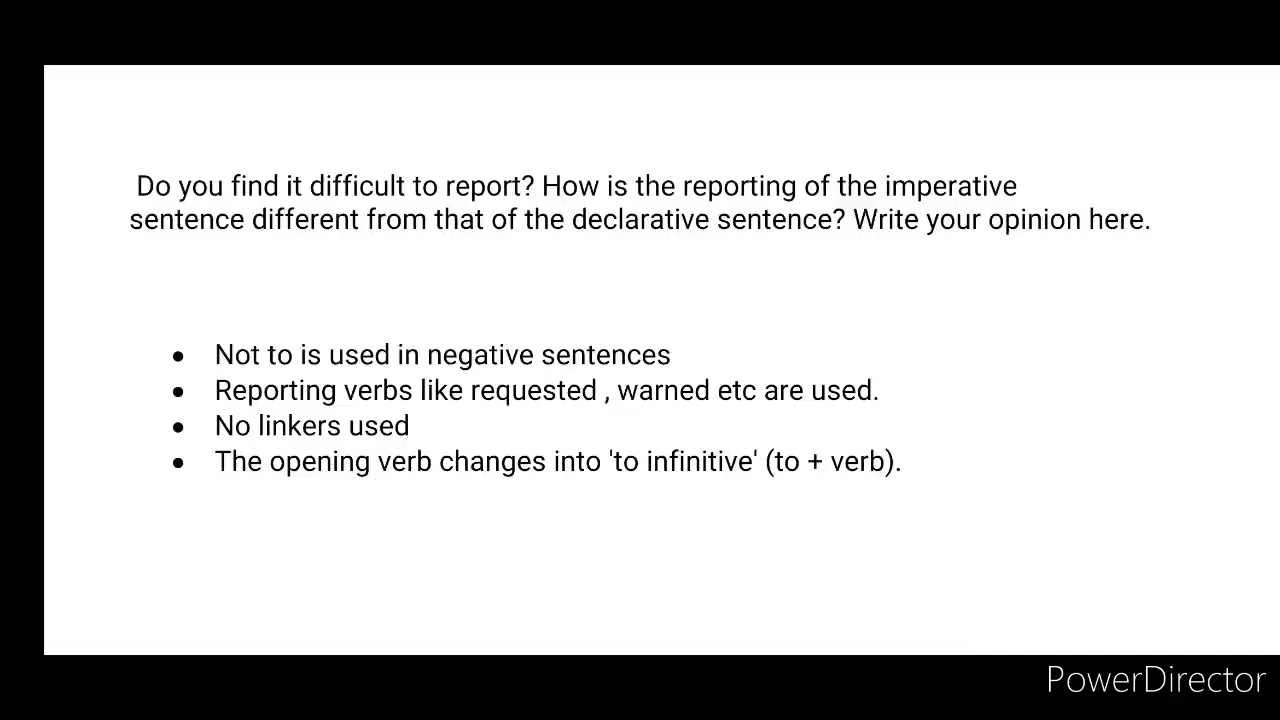 Do you find it difficult to report? How is the reporting of the imperative
sentence different from that of the declarative sentence? Write your opinion here.
• Not to is used in negative sentences
• Reporting verbs like requested , warned etc are used.
• No linkers used
• The opening verb changes into 'to infinitive' (to + verb).
PowerDirector